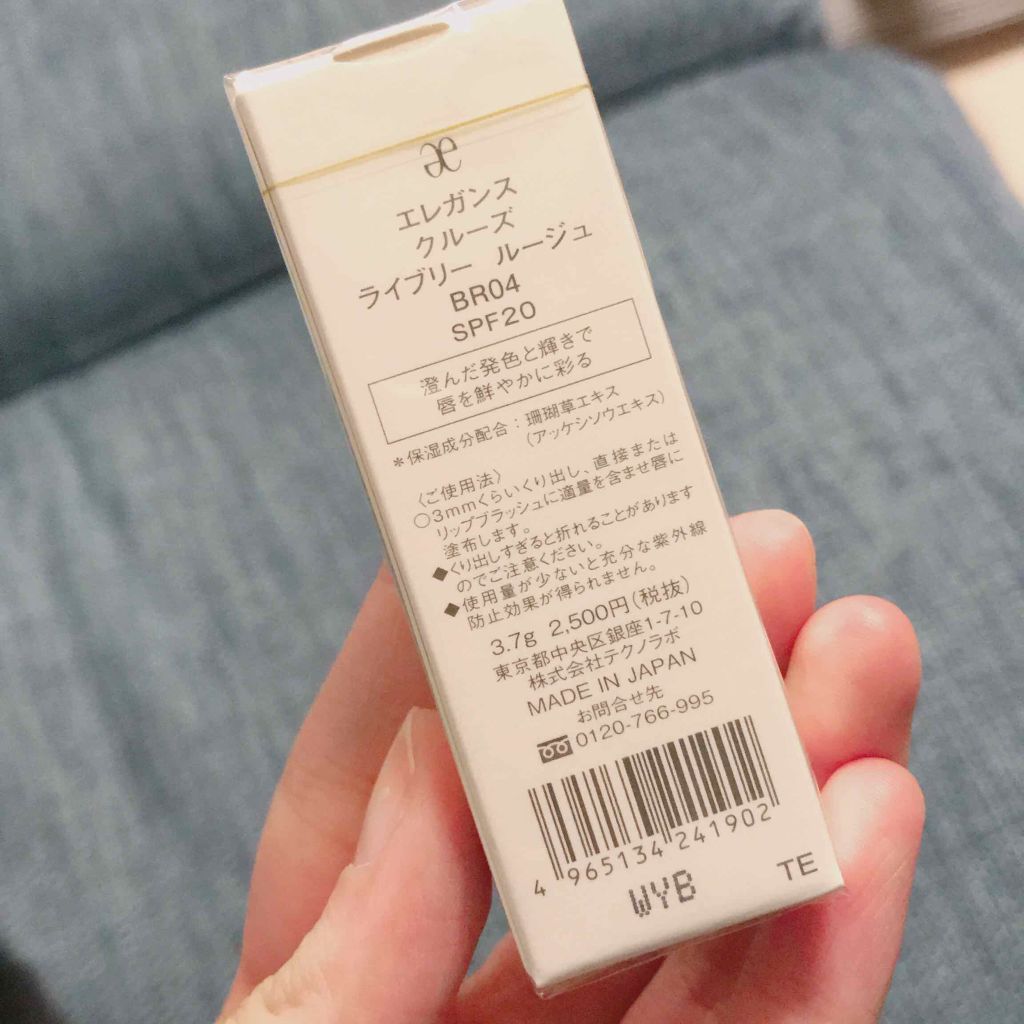 æ
エレガンス
クルーズ
ライブリー ルージュ
BR04
SPF20
澄んだ発色と輝きで
唇を鮮やかに彩る
*保湿成分配合：珊瑚草エキス
(アッケシソウエキス)
〈ご使用法〉
○3mmくらいくり出し、直接または
リップブラッシュに適量を含ませ唇に
塗布します。
◆くり出しすぎると折れることがあります
のでご注意ください。
◆使用量が少ないと充分な紫外線
防止効果が得られません。
3.7g 2,500円(税抜)
東京都中央区銀座1-7-10
株式会社テクノラボ
MADE IN JAPAN
お問合せ先
0120-766-995
4 965134 241902
WYB TE